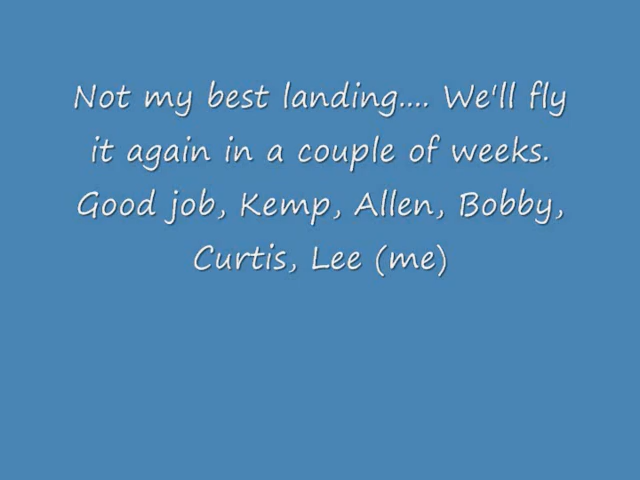 Not my best landing.... We'll fly
it again in a couple of weeks.
Good job, Kemp, Allen, Bobby,
Curtis, Lee (me)